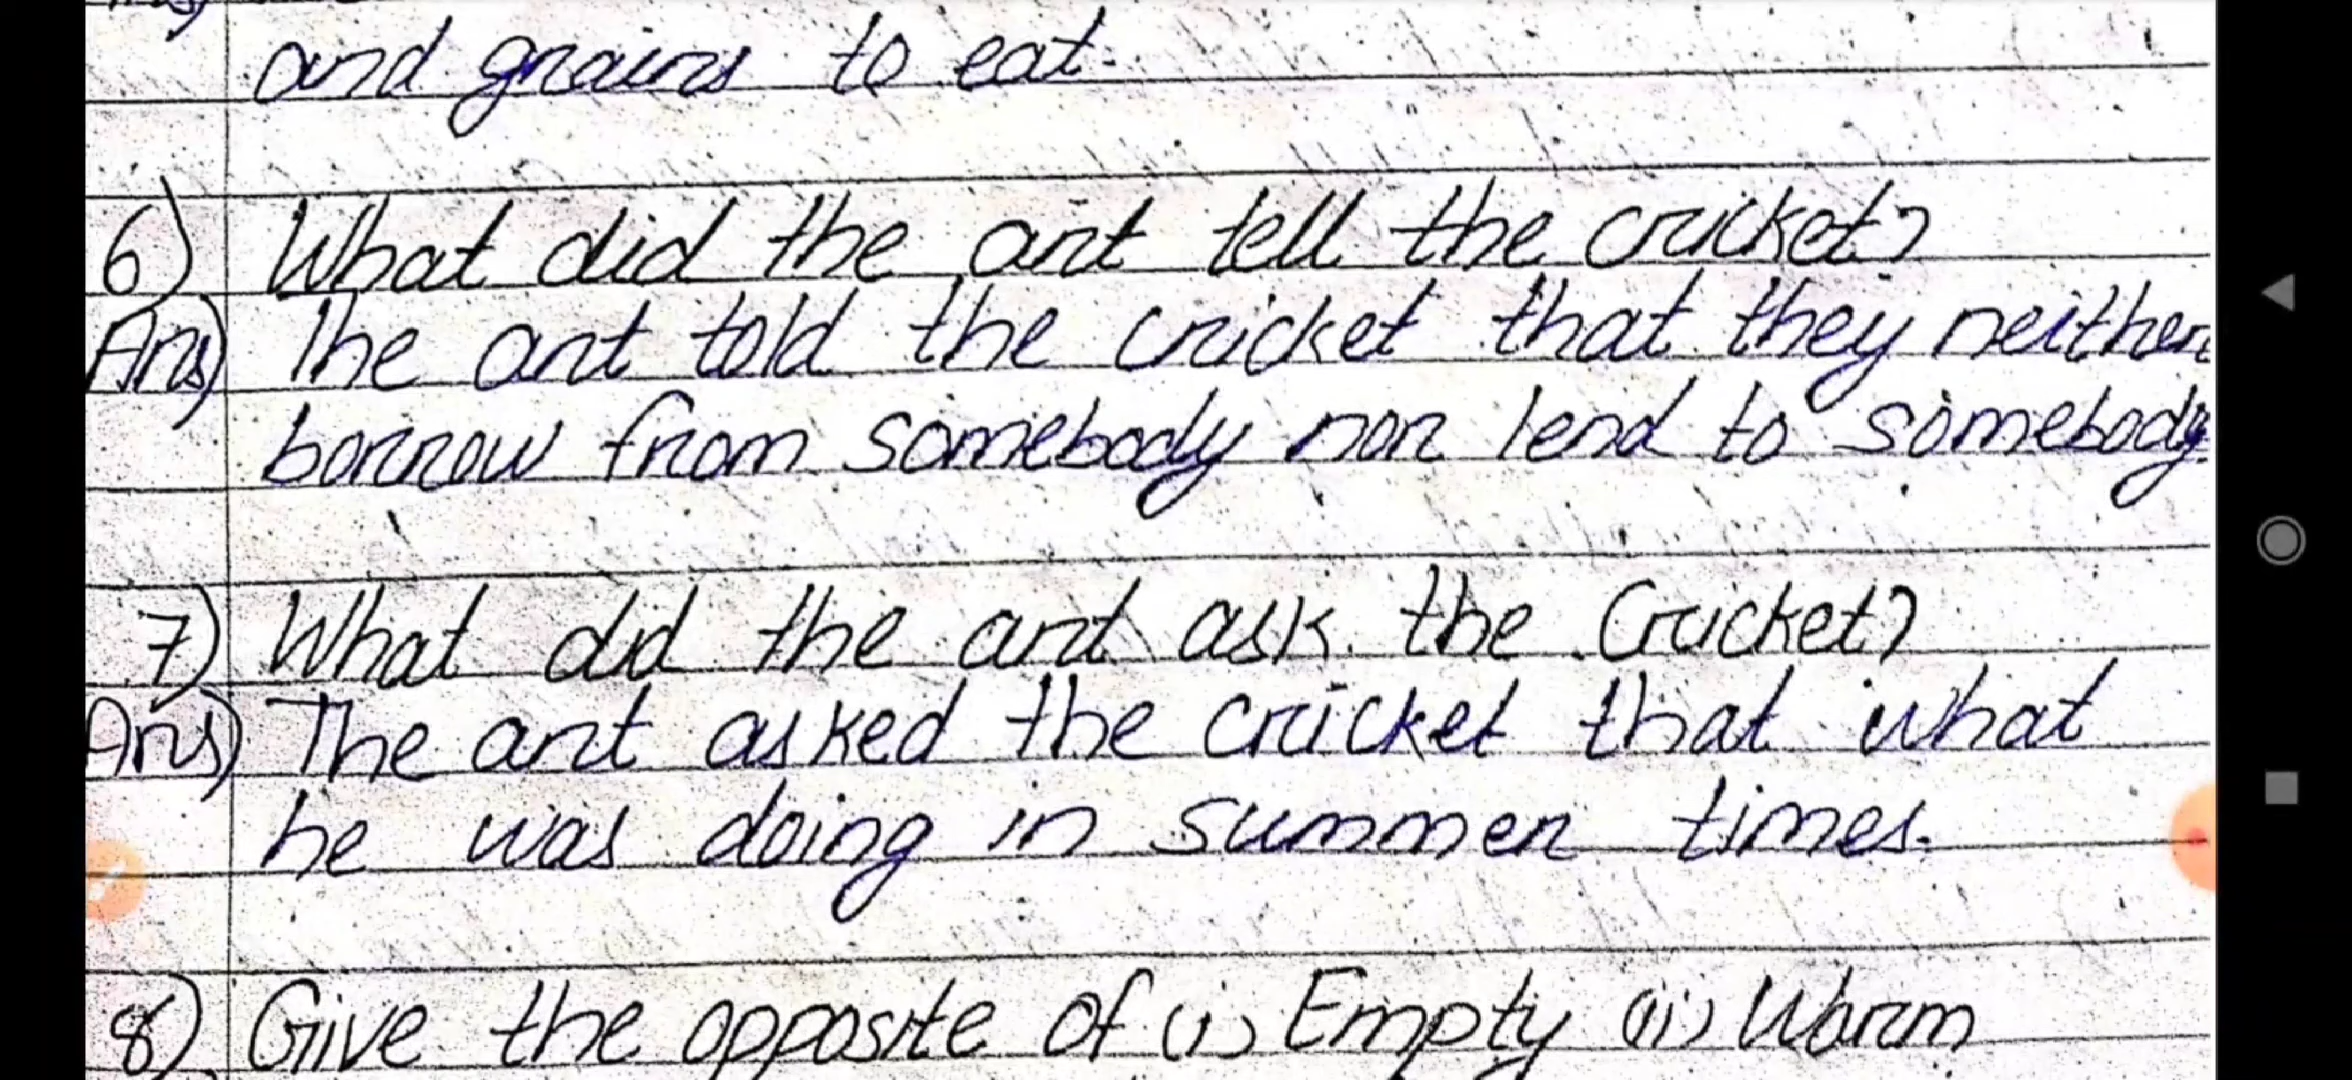 and grains to eat.
6) What did the ant tell the cricket?
Ans) The ant told the cricket that they neither
borrow from somebody nor lend to somebody.
7) What did the ant ask the Cricket?
Ans) The ant asked the cricket that what
he was doing in summer times.
8) Give the opposite of (i) Empty (ii) Warm